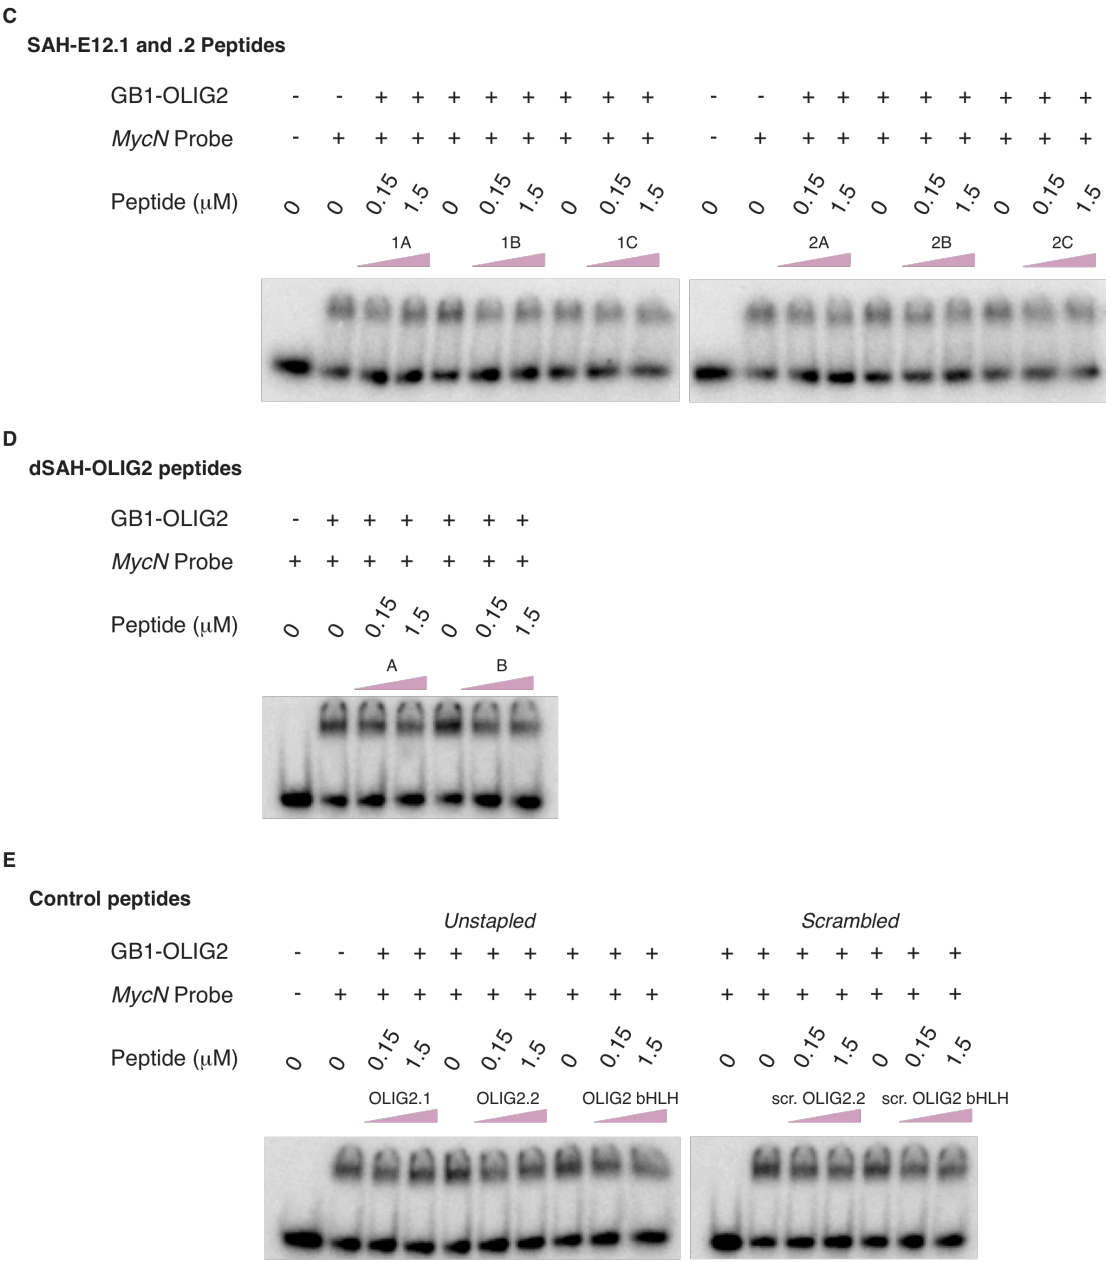 C
SAH-E12.1 and .2 Peptides
GB1-OLIG2 - - + + + + + + + + - - + + + + + + + +
MycN Probe - + + + + + + + + + - + + + + + + + + +
Peptide (μM) 0 0 0.15 1.5 0 0.15 1.5 0 0.15 1.5 0 0 0.15 1.5 0 0.15 1.5 0 0.15 1.5
1A 1B 1C 2A 2B 2C
D
dSAH-OLIG2 peptides
GB1-OLIG2 - + + + + + +
MycN Probe + + + + + + +
Peptide (μM) 0 0 0.15 1.5 0 0.15 1.5
A B
E
Control peptides
Unstapled Scrambled
GB1-OLIG2 - - + + + + + + + + + + + + + + +
MycN Probe - + + + + + + + + + + + + + + + +
Peptide (μM) 0 0 0.15 1.5 0 0.15 1.5 0 0.15 1.5 0 0 0.15 1.5 0 0.15 1.5
OLIG2.1 OLIG2.2 OLIG2 bHLH scr. OLIG2.2 scr. OLIG2 bHLH